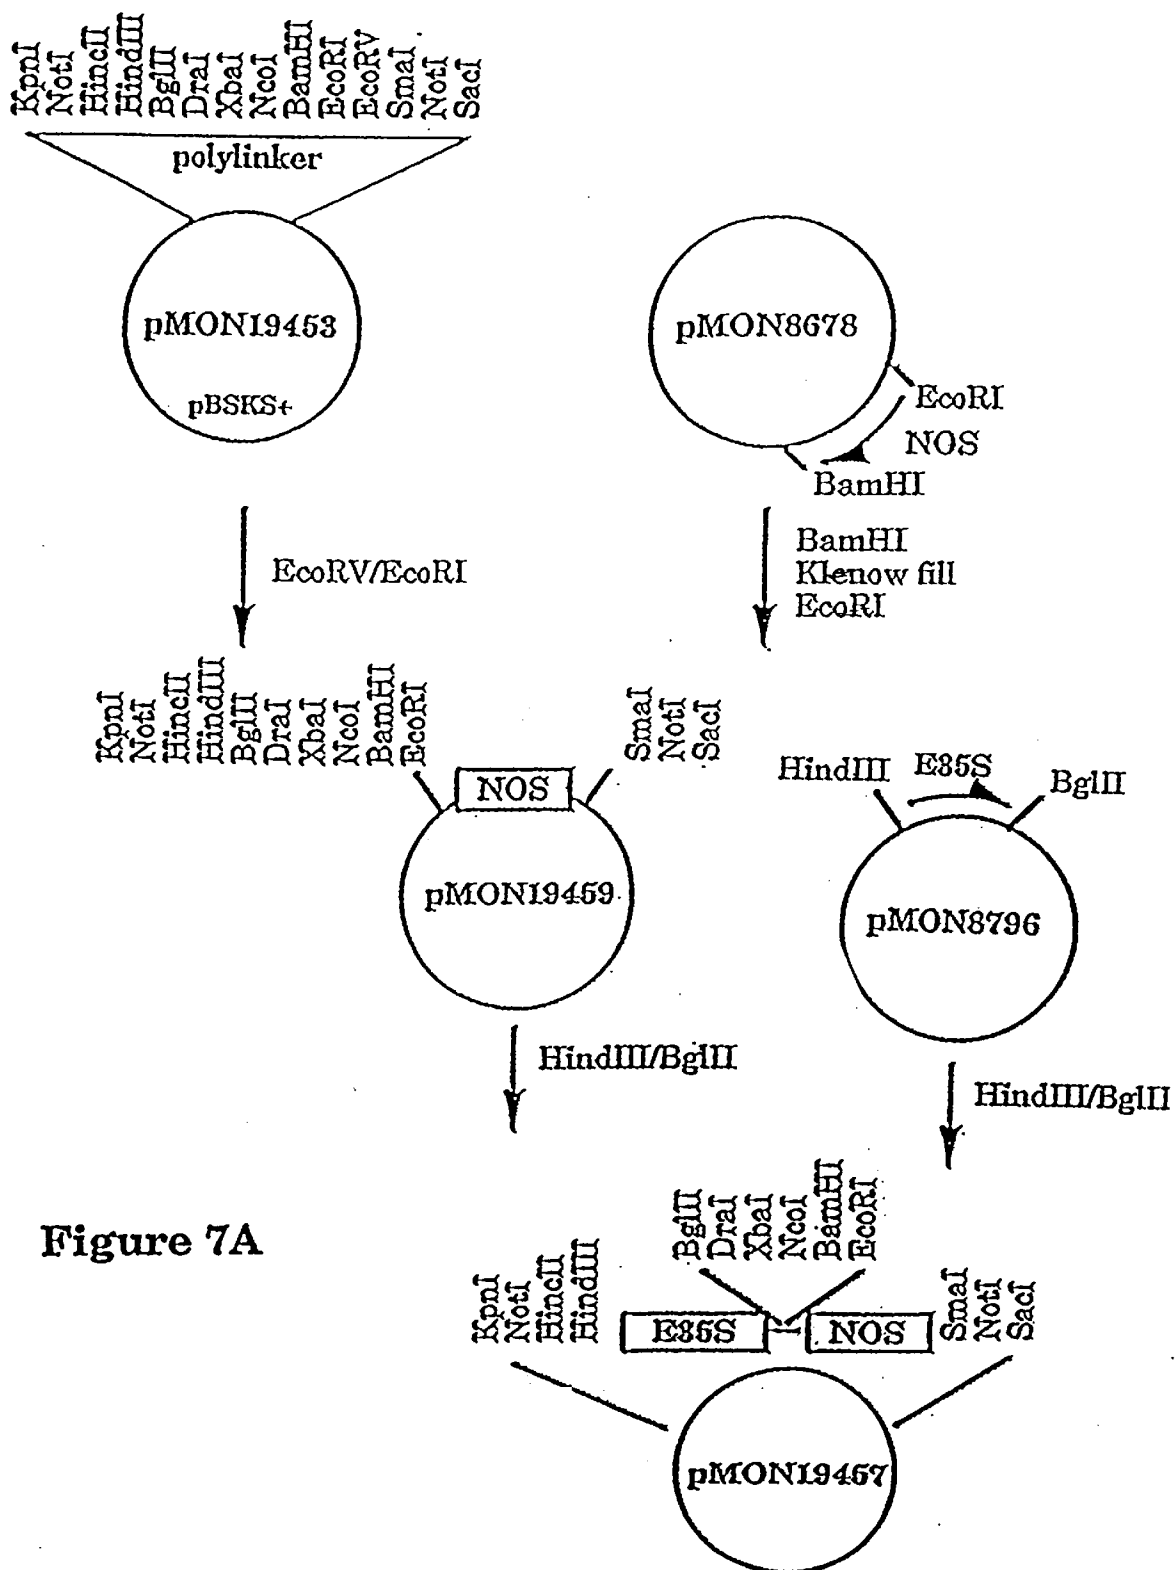 KpnI
NotI
HincII
HindIII
BglII
DraI
XbaI
NcoI
BamHI
EcoRI
EcoRV
SmaI
NotI
SacI
polylinker
pMON19453
pBSKS+
pMON8678
EcoRI
NOS
BamHI
EcoRV/EcoRI
BamHI
Klenow fill
EcoRI
KpnI
NotI
HincII
HindIII
BglII
DraI
XbaI
NcoI
BamHI
EcoRI
NOS
SmaI
NotI
SacI
pMON19459
HindIII
E35S
BglII
pMON8796
HindIII/BglII
HindIII/BglII
Figure 7A
KpnI
NotI
HincII
HindIII
E35S
BglII
DraI
XbaI
NcoI
BamHI
EcoRI
NOS
SmaI
NotI
SacI
pMON19457